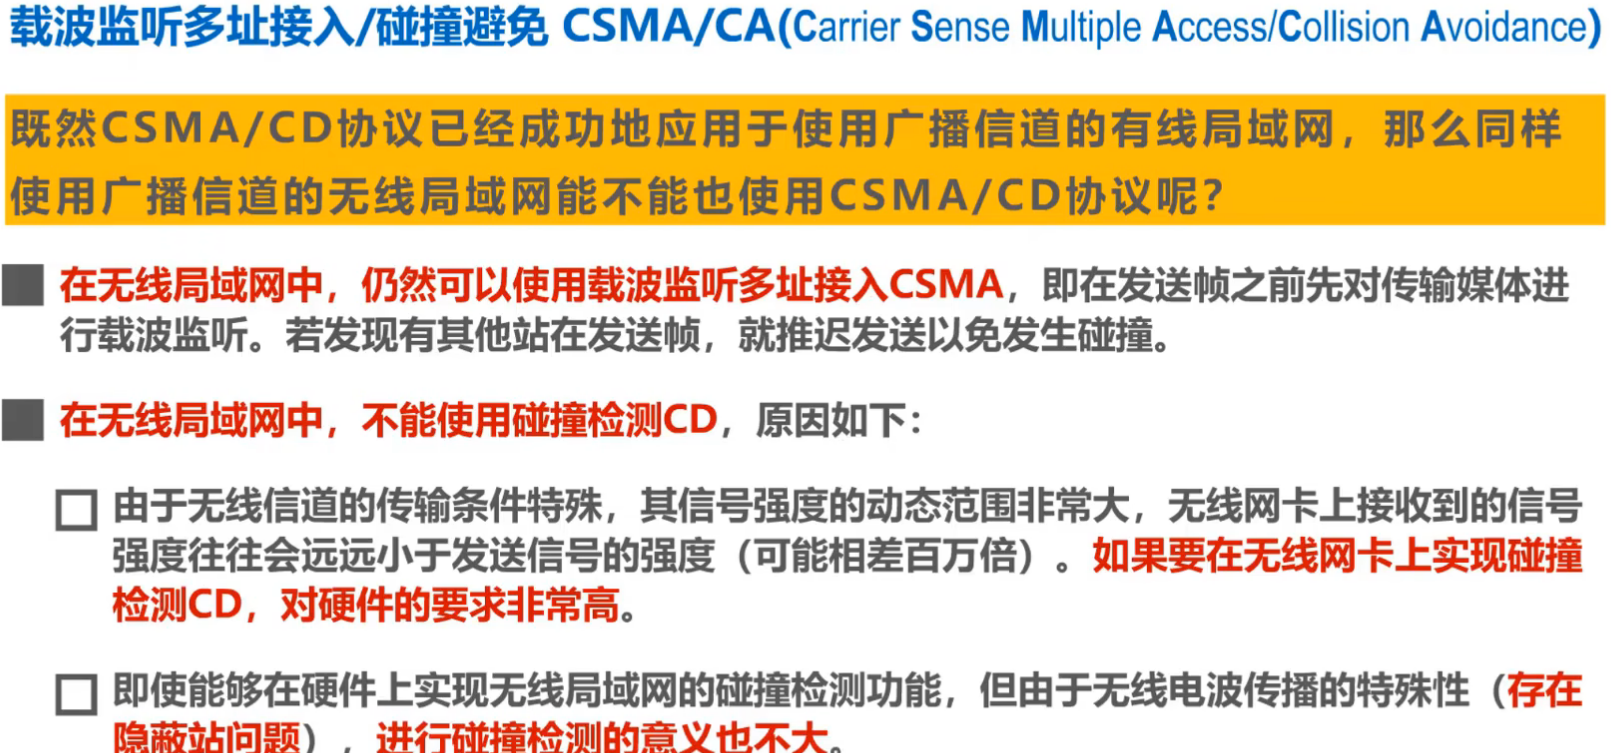 载波监听多址接入/碰撞避免 CSMA/CA(Carrier Sense Multiple Access/Collision Avoidance)
既然CSMA/CD协议已经成功地应用于使用广播信道的有线局域网，那么同样
使用广播信道的无线局域网能不能也使用CSMA/CD协议呢？
在无线局域网中，仍然可以使用载波监听多址接入CSMA，即在发送帧之前先对传输媒体进
行载波监听。若发现有其他站在发送帧，就推迟发送以免发生碰撞。
在无线局域网中，不能使用碰撞检测CD，原因如下：
由于无线信道的传输条件特殊，其信号强度的动态范围非常大，无线网卡上接收到的信号
强度往往会远远小于发送信号的强度（可能相差百万倍）。如果要在无线网卡上实现碰撞
检测CD，对硬件的要求非常高。
即使能够在硬件上实现无线局域网的碰撞检测功能，但由于无线电波传播的特殊性（存在
隐蔽站问题），进行碰撞检测的意义也不大。